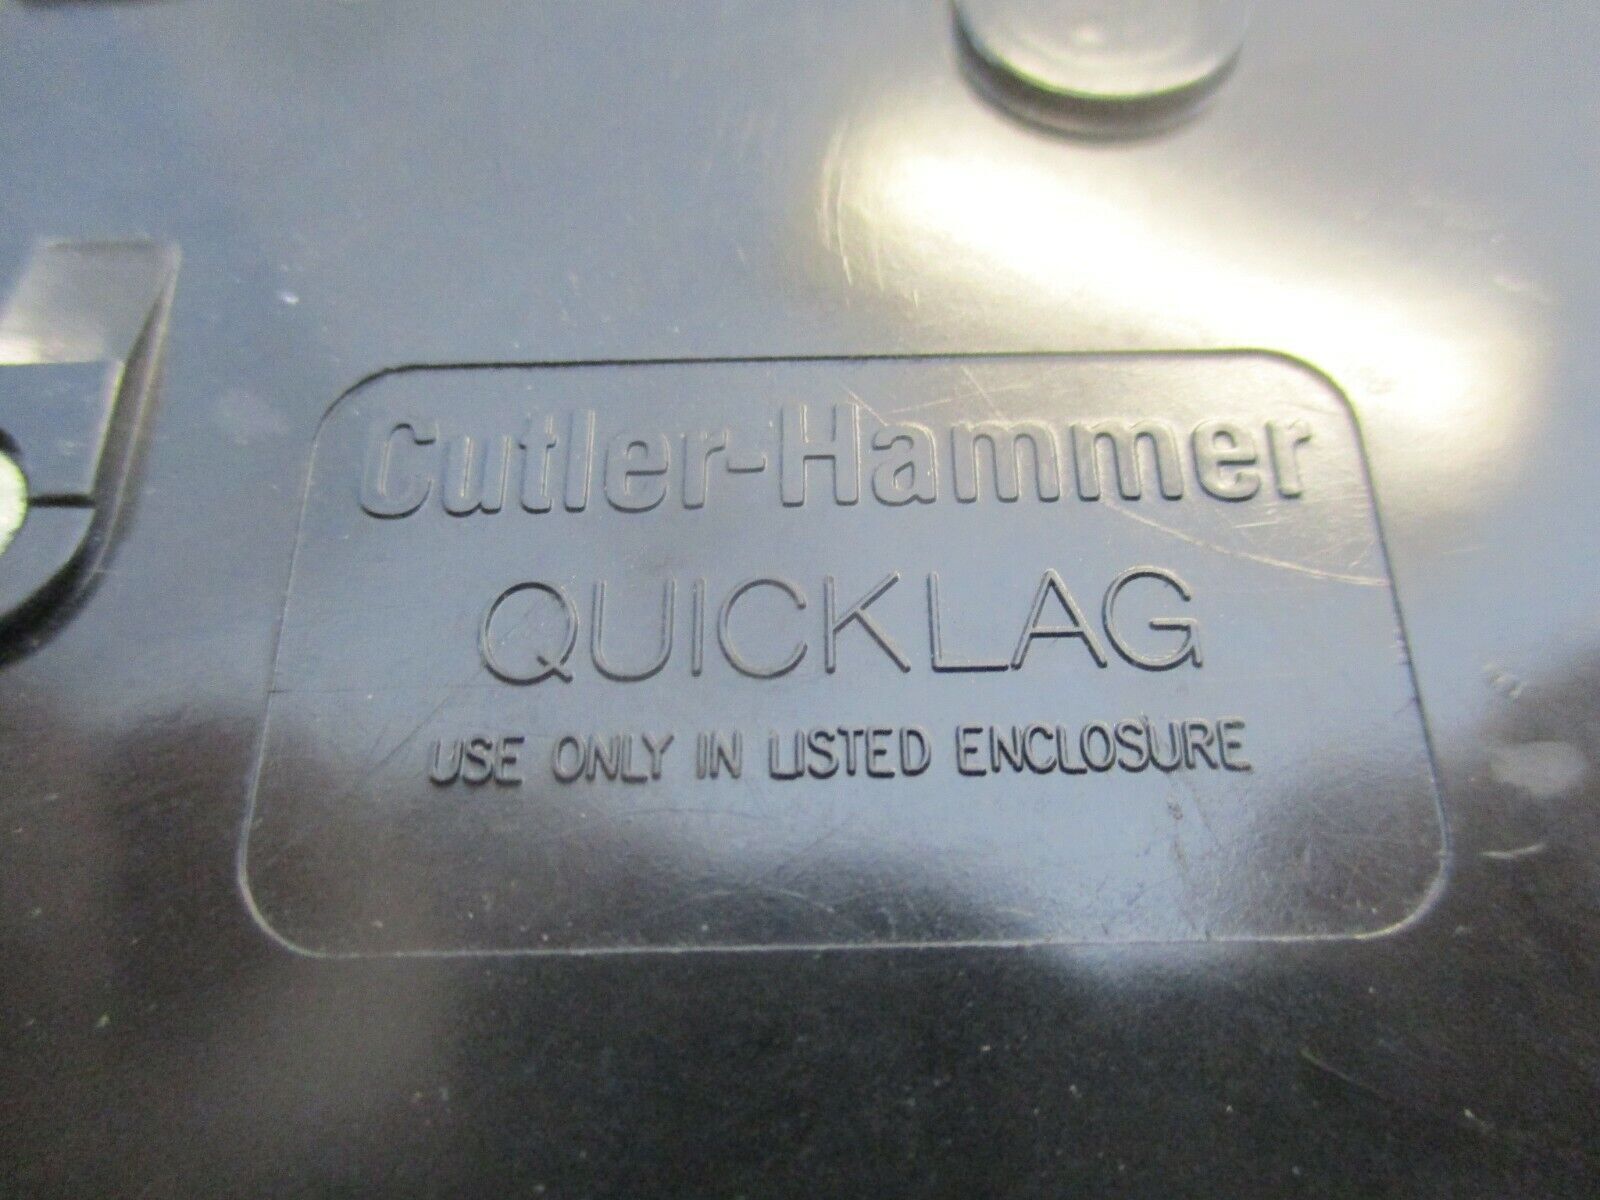 Cutler-Hammer
QUICKLAG
USE ONLY IN LISTED ENCLOSURE